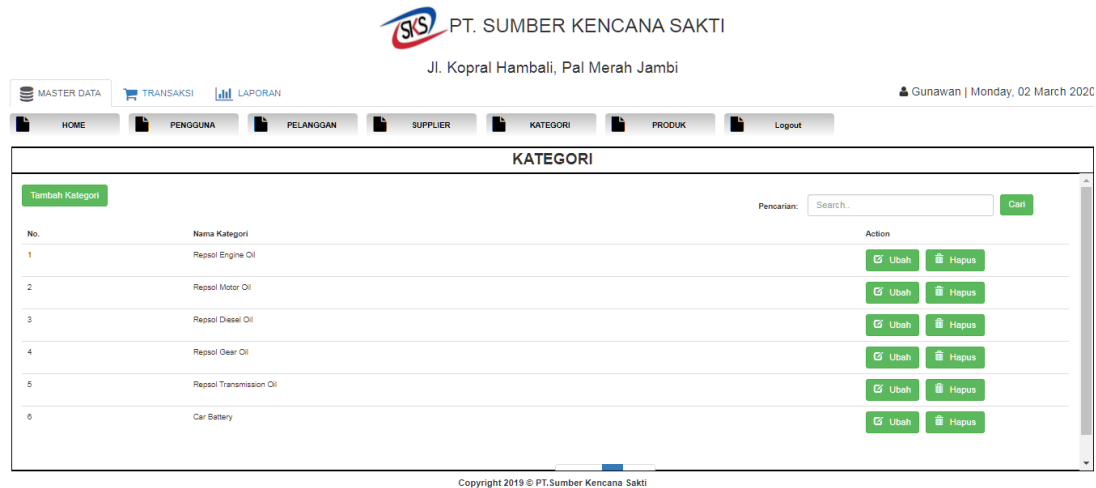 SKS PT. SUMBER KENCANA SAKTI
Jl. Kopral Hambali, Pal Merah Jambi
MASTER DATA TRANSAKSI LAPORAN Gunawan | Monday, 02 March 2020
HOME PENGGUNA PELANGGAN SUPPLIER KATEGORI PRODUK Logout
KATEGORI
Tambah Kategori Pencarian: Search.. Cari
No. Nama Kategori Action
1 Repsol Engine Oil Ubah Hapus
2 Repsol Motor Oil Ubah Hapus
3 Repsol Diesel Oil Ubah Hapus
4 Repsol Gear Oil Ubah Hapus
5 Repsol Transmission Oil Ubah Hapus
6 Car Battery Ubah Hapus
Copyright 2019 © PT.Sumber Kencana Sakti